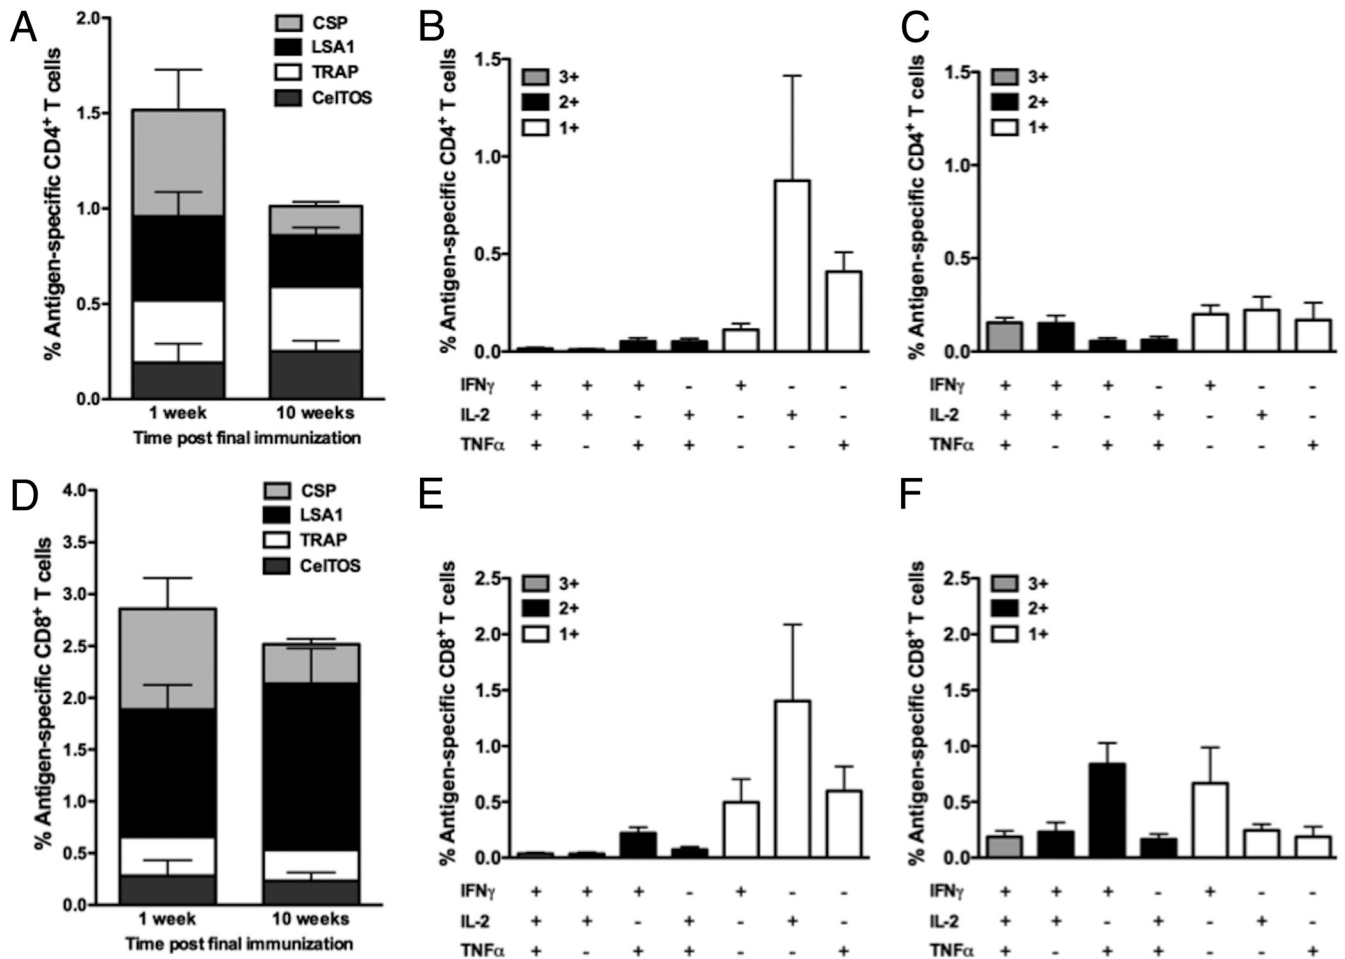 A
% Antigen-specific CD4+ T cells
2.0
1.5
1.0
0.5
0.0
CSP
LSA1
TRAP
CelTOS
1 week 10 weeks
Time post final immunization
B
% Antigen-specific CD4+ T cells
1.5
1.0
0.5
0.0
3+
2+
1+
IFNγ + + + - + - -
IL-2 + + - + - + -
TNFα + - + + - - +
C
% Antigen-specific CD4+ T cells
1.5
1.0
0.5
0.0
3+
2+
1+
IFNγ + + + - + - -
IL-2 + + - + - + -
TNFα + - + + - - +
D
% Antigen-specific CD8+ T cells
4.0
3.5
3.0
2.5
2.0
1.5
1.0
0.5
0.0
CSP
LSA1
TRAP
CelTOS
1 week 10 weeks
Time post final immunization
E
% Antigen-specific CD8+ T cells
2.5
2.0
1.5
1.0
0.5
0.0
3+
2+
1+
IFNγ + + + - + - -
IL-2 + + - + - + -
TNFα + - + + - - +
F
% Antigen-specific CD8+ T cells
2.5
2.0
1.5
1.0
0.5
0.0
3+
2+
1+
IFNγ + + + - + - -
IL-2 + + - + - + -
TNFα + - + + - - +